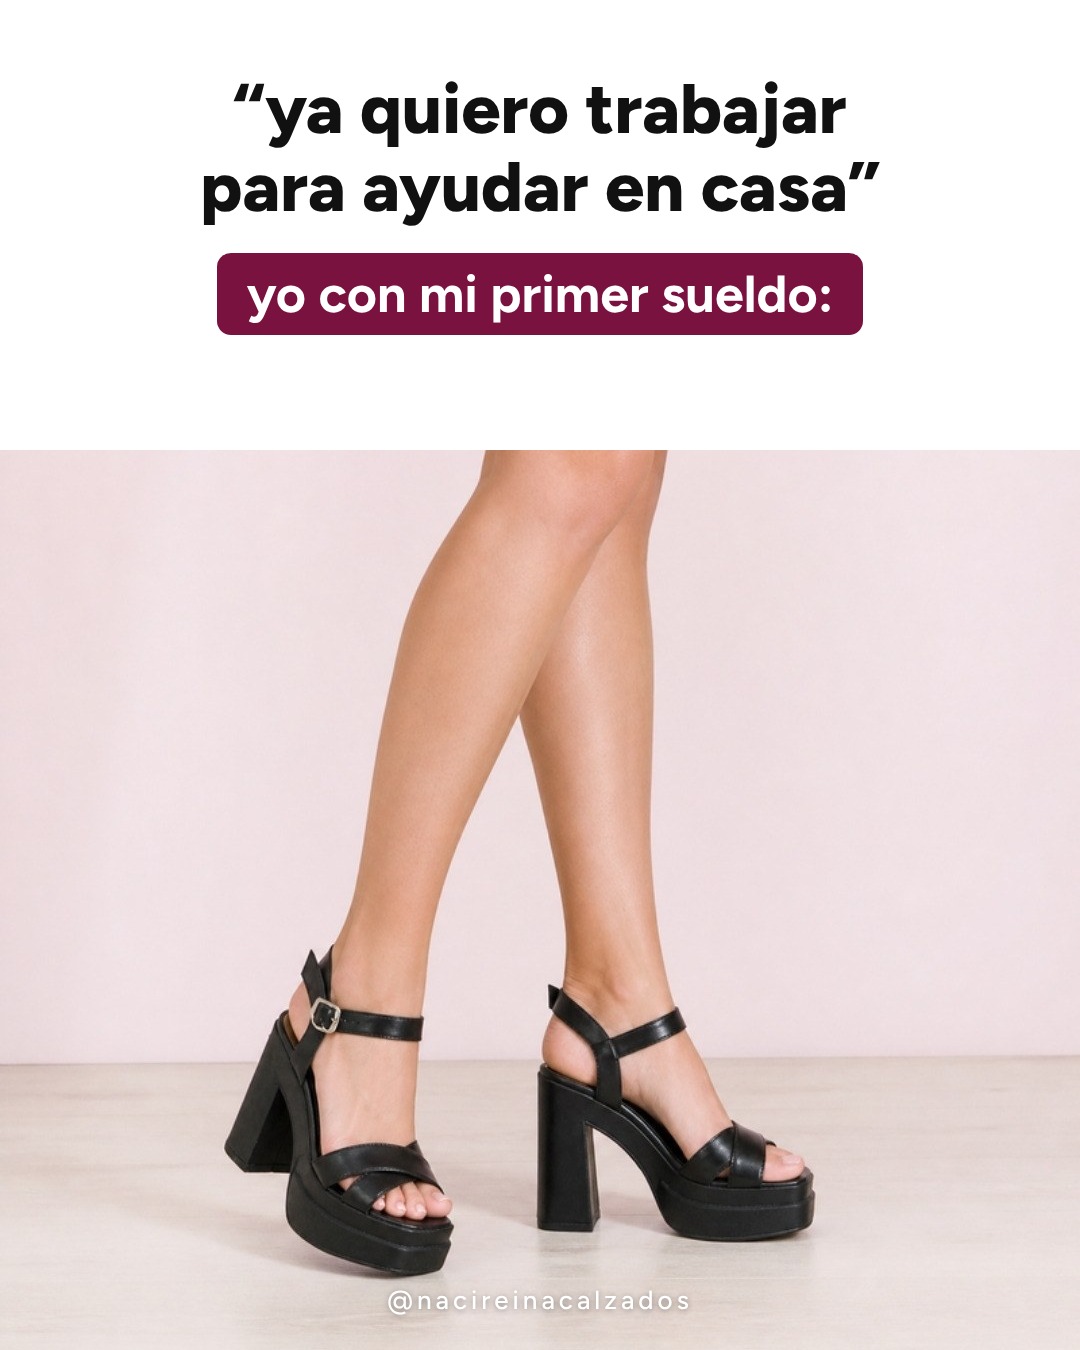 “ya quiero trabajar
para ayudar en casa”
yo con mi primer sueldo:
@nacireinacalzados